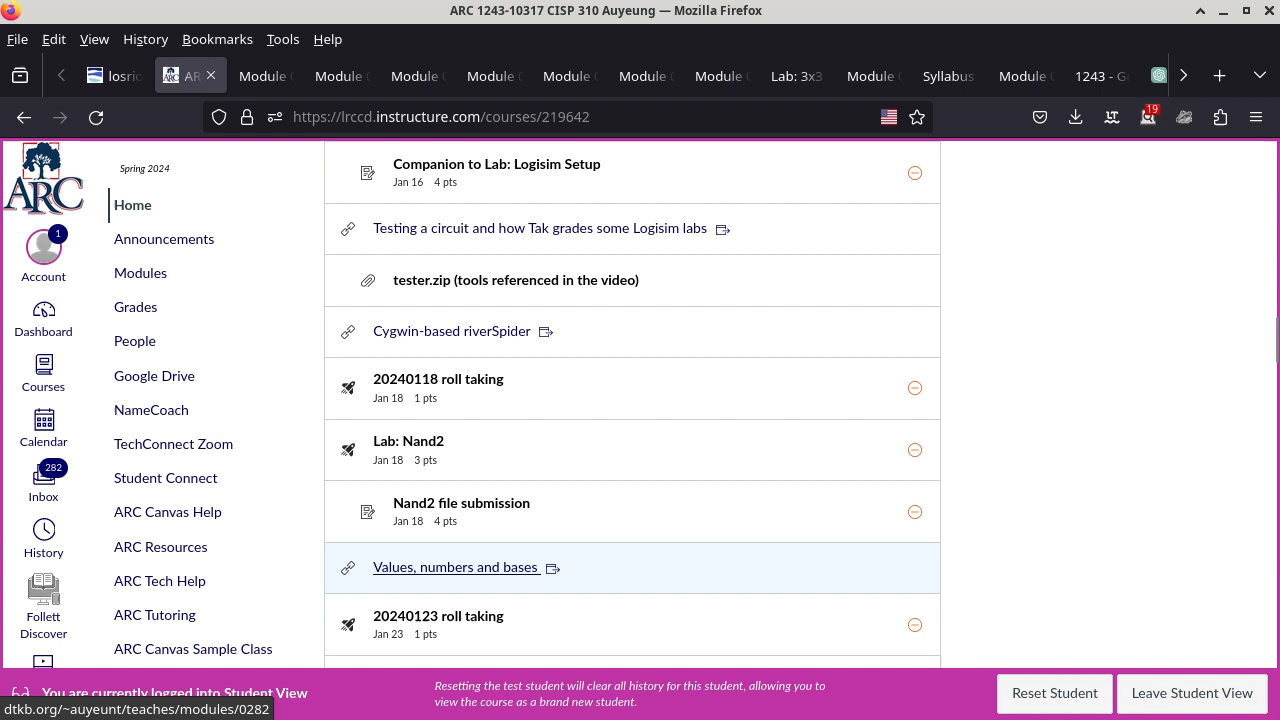 ARC 1243-10317 CISP 310 Auyeung — Mozilla Firefox
File Edit View History Bookmarks Tools Help
losric AR Module Module Module Module Module Module Module Lab: 3x3 Module Syllabus Module 1243 - G
https://lrccd.instructure.com/courses/219642 19
ARC
1
Account
Dashboard
Courses
Calendar
282
Inbox
History
Follett
Discover
Spring 2024
Home
Announcements
Modules
Grades
People
Google Drive
NameCoach
TechConnect Zoom
Student Connect
ARC Canvas Help
ARC Resources
ARC Tech Help
ARC Tutoring
ARC Canvas Sample Class
Companion to Lab: Logisim Setup
Jan 16 4 pts
Testing a circuit and how Tak grades some Logisim labs
tester.zip (tools referenced in the video)
Cygwin-based riverSpider
20240118 roll taking
Jan 18 1 pts
Lab: Nand2
Jan 18 3 pts
Nand2 file submission
Jan 18 4 pts
Values, numbers and bases
20240123 roll taking
Jan 23 1 pts
You are currently logged into Student View
Resetting the test student will clear all history for this student, allowing you to
view the course as a brand new student.
Reset Student
Leave Student View
dtkb.org/~auyeunt/teaches/modules/0282